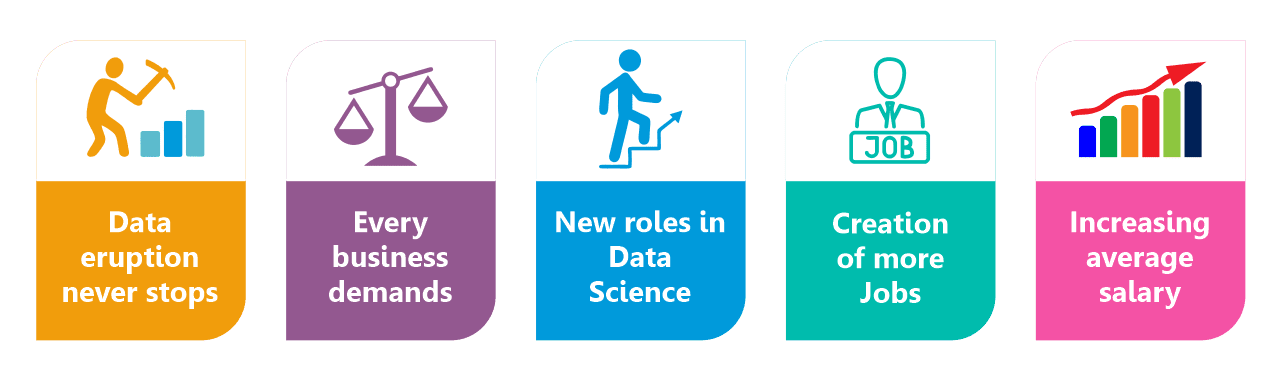 Data
eruption
never stops
Every
business
demands
New roles in
Data
Science
JOB
Creation
of more
Jobs
Increasing
average
salary